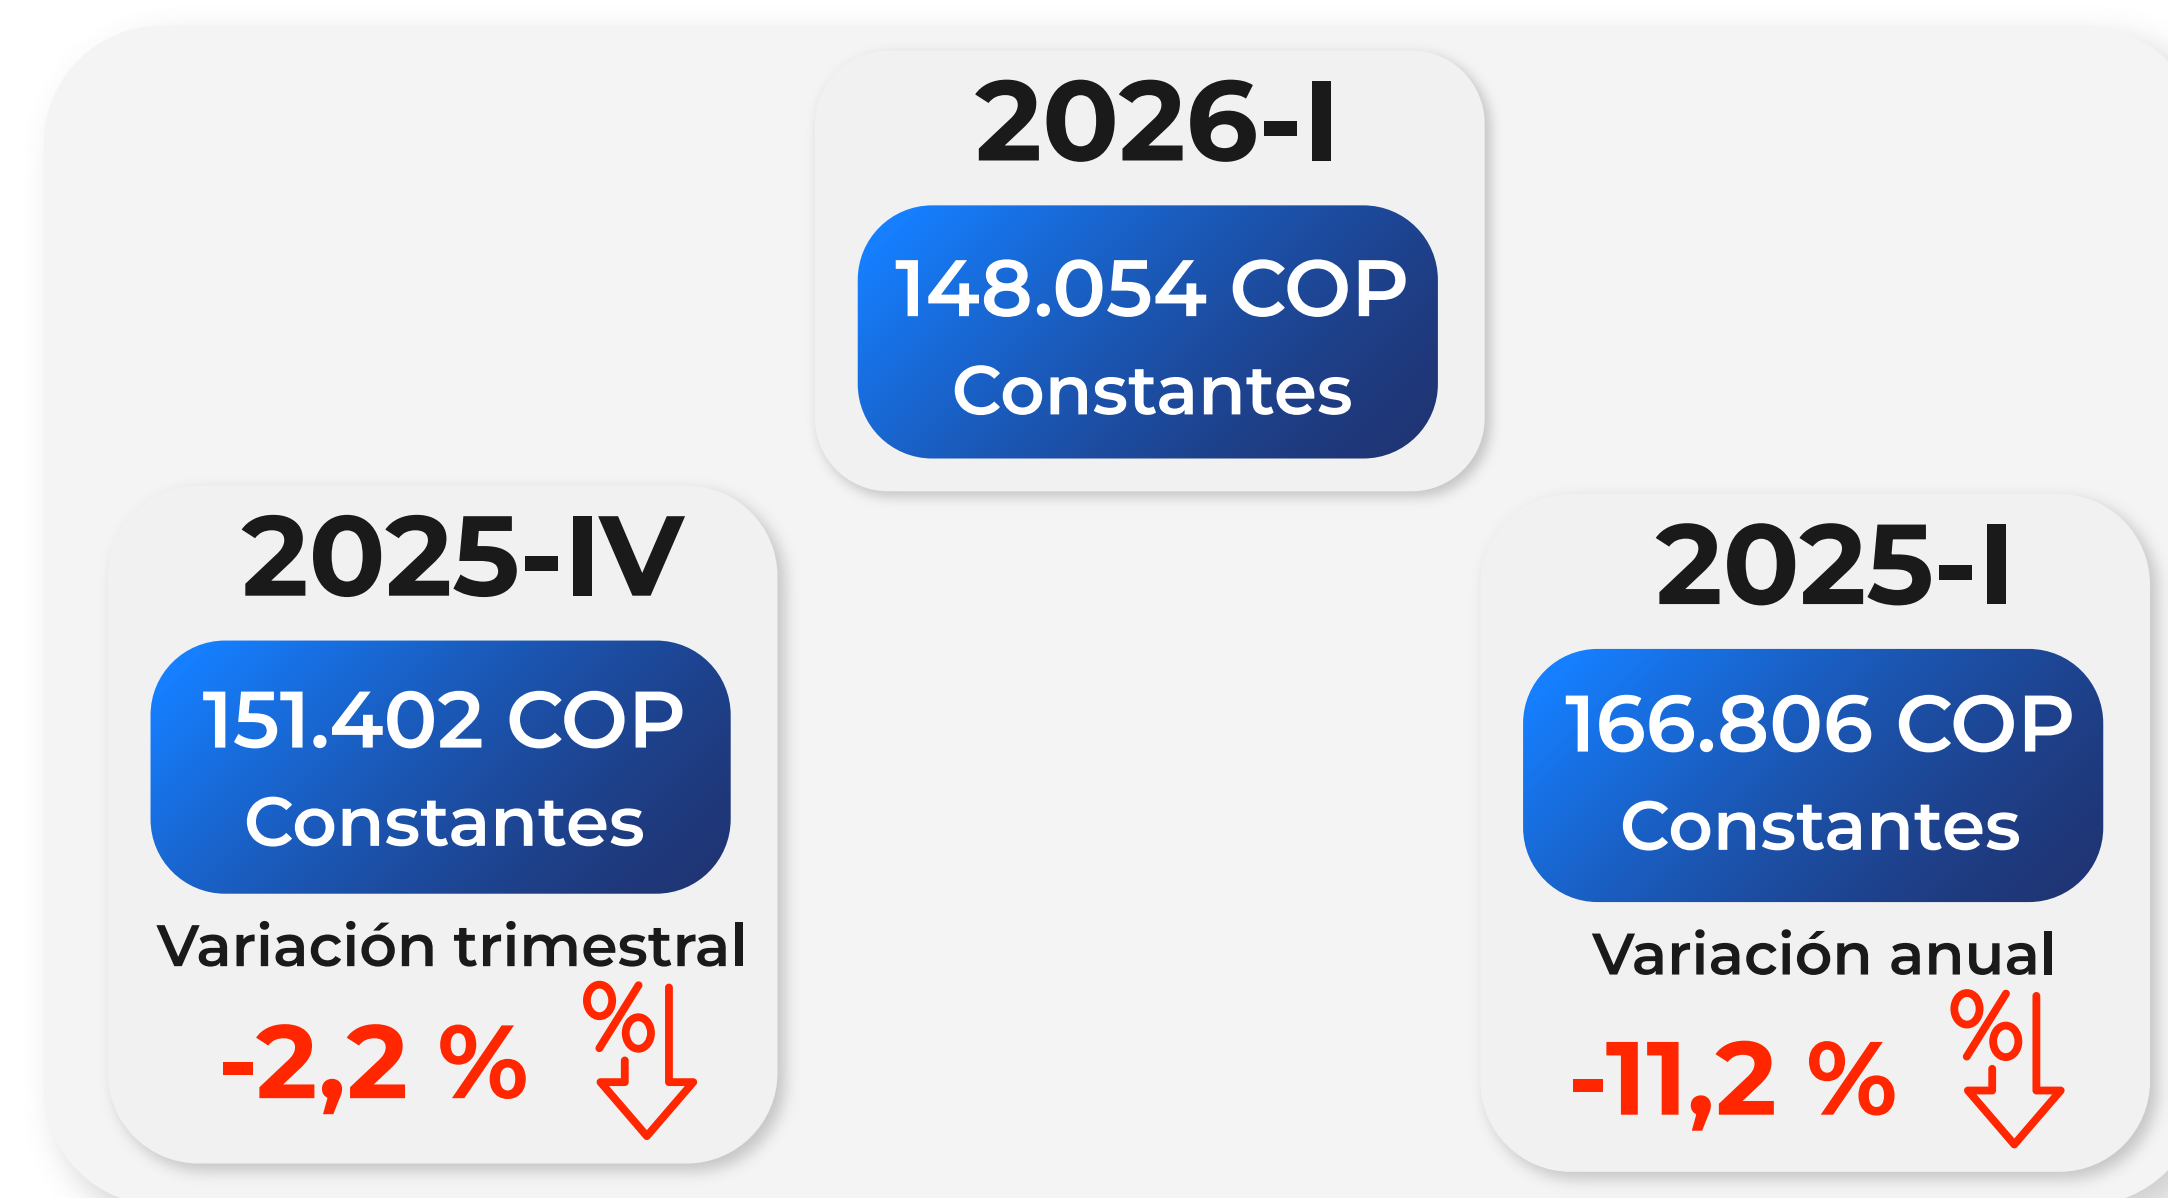 2026-I
148.054 COP
Constantes
2025-IV
151.402 COP
Constantes
Variación trimestral
-2,2 %
%
2025-I
166.806 COP
Constantes
Variación anual
-11,2 %
%